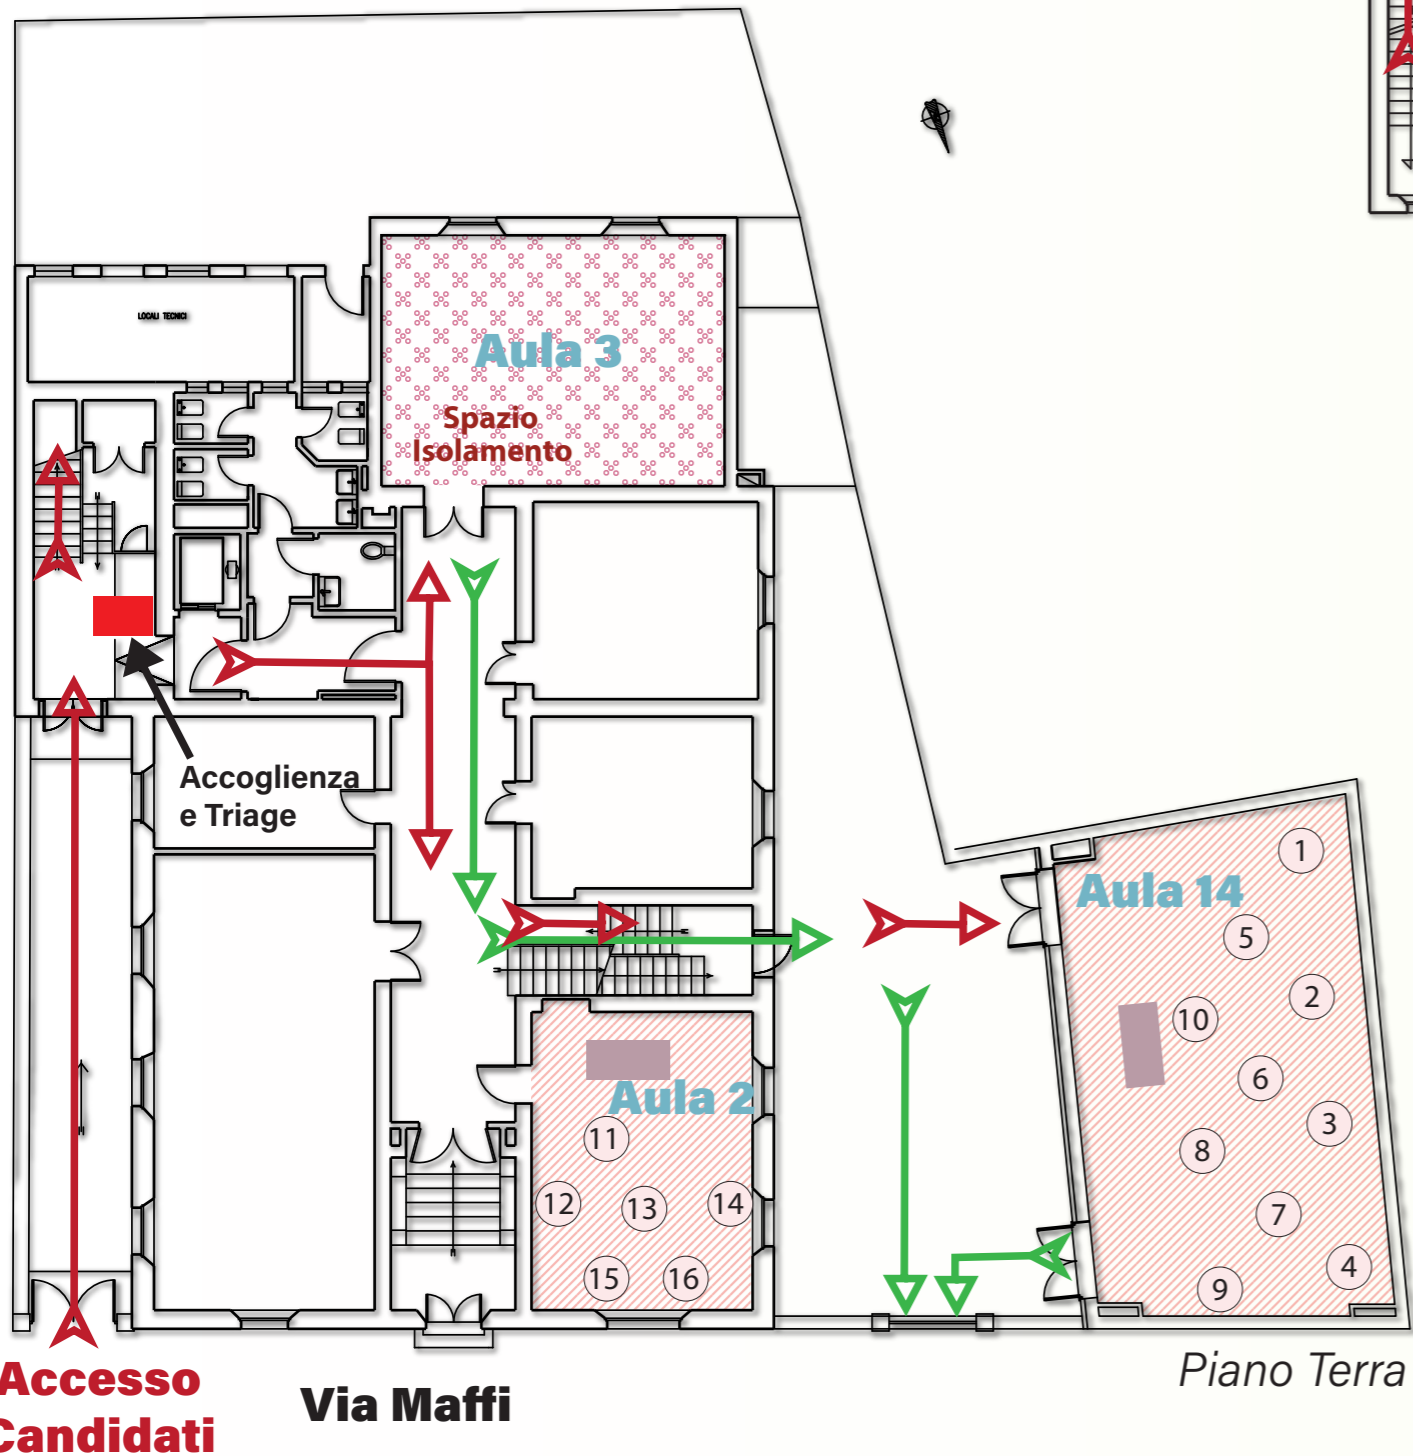 LOCALI TECNICI
Aula 3
Spazio
Isolamento
Accoglienza
e Triage
Aula 14
1
5
2
10
6
3
8
7
4
9
Aula 2
11
12
13
14
15
16
Piano Terra
Accesso
Candidati
Via Maffi